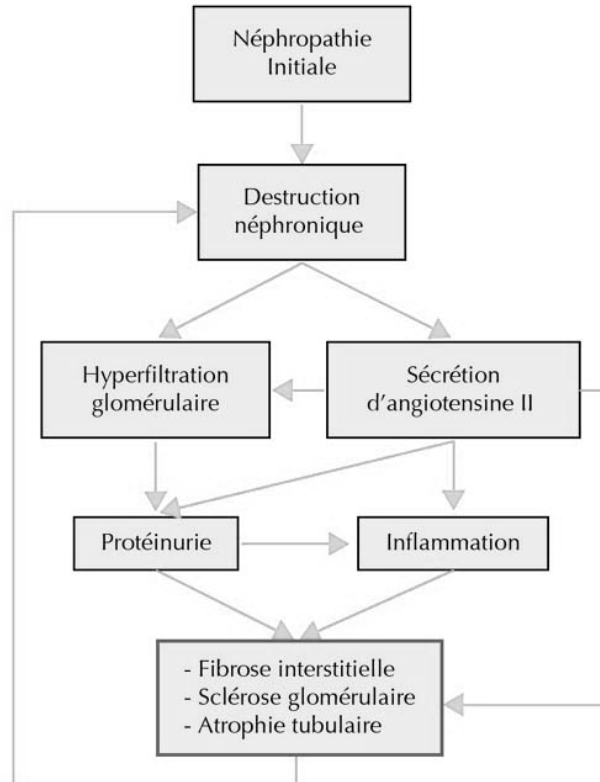 Néphropathie
Initiale
Destruction
néphronique
Hyperfiltration
glomérulaire
Sécrétion
d'angiotensine II
Protéinurie
Inflammation
- Fibrose interstitielle
- Sclérose glomérulaire
- Atrophie tubulaire